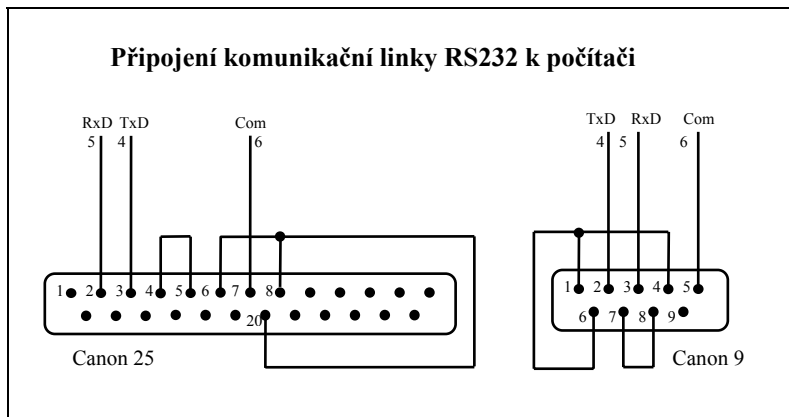 Připojení komunikační linky RS232 k počítači
RxD TxD Com
5 4 6
TxD RxD Com
4 5 6
1 2 3 4 5 6 7 8
20
Canon 25
1 2 3 4 5
6 7 8 9
Canon 9